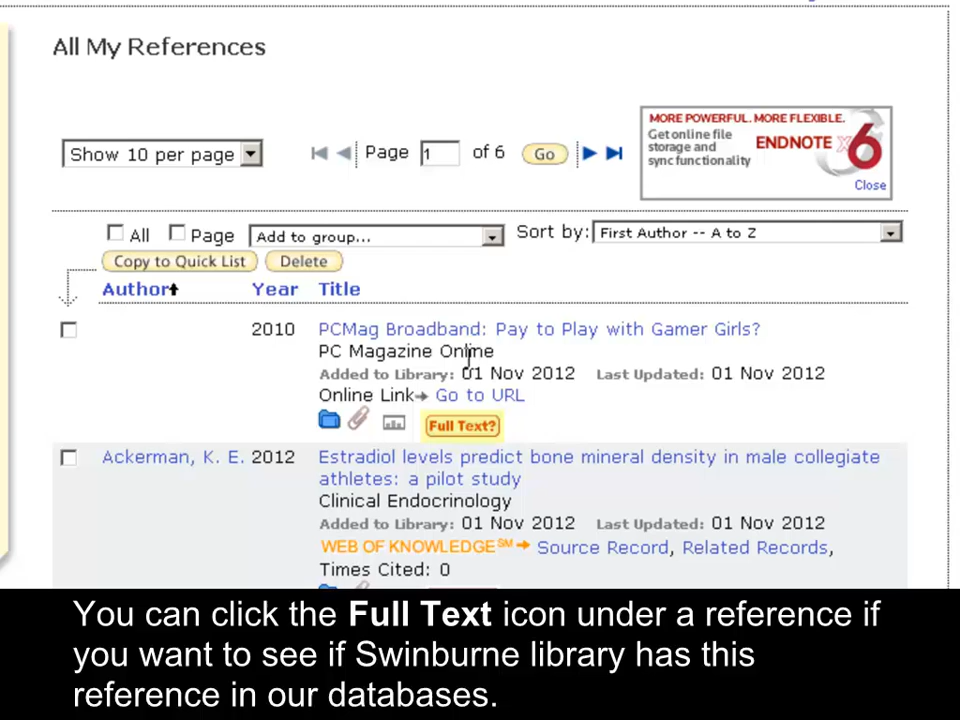 All My References
MORE POWERFUL. MORE FLEXIBLE.
Get online file
storage and
sync functionality
ENDNOTE X6
Close
Show 10 per page
Page 1 of 6 Go
All Page Add to group... Sort by: First Author -- A to Z
Copy to Quick List Delete
Author Year Title
2010 PCMag Broadband: Pay to Play with Gamer Girls?
PC Magazine Online
Added to Library: 01 Nov 2012 Last Updated: 01 Nov 2012
Online Link→ Go to URL
Full Text?
Ackerman, K. E. 2012 Estradiol levels predict bone mineral density in male collegiate
athletes: a pilot study
Clinical Endocrinology
Added to Library: 01 Nov 2012 Last Updated: 01 Nov 2012
WEB OF KNOWLEDGE℠→ Source Record, Related Records,
Times Cited: 0
You can click the Full Text icon under a reference if
you want to see if Swinburne library has this
reference in our databases.